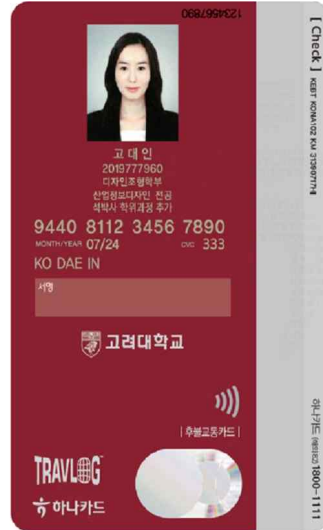 1234567890
고대인
2019777960
디자인조형학부
산업정보디자인 전공
석박사 학위과정 추가
9440 8112 3456 7890
MONTH/YEAR 07/24 CVC 333
KO DAE IN
서명
고려대학교
후불교통카드
TRAVLOG
하나카드
[ Check ]
하나카드 1800-1111